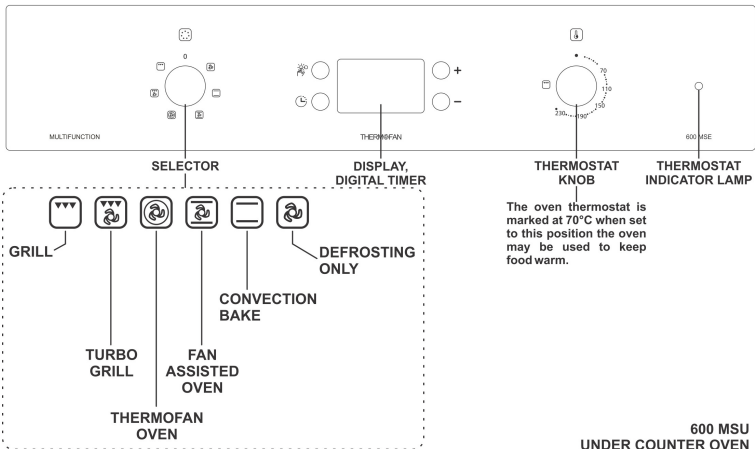 0
70
110
150
190
230
+
–
MULTIFUNCTION
THERMOFAN
600 MSE
SELECTOR
DISPLAY,
DIGITAL TIMER
THERMOSTAT
KNOB
THERMOSTAT
INDICATOR LAMP
The oven thermostat is
marked at 70°C when set
to this position the oven
may be used to keep
food warm.
GRILL
TURBO
GRILL
THERMOFAN
OVEN
FAN
ASSISTED
OVEN
CONVECTION
BAKE
DEFROSTING
ONLY
600 MSU
UNDER COUNTER OVEN